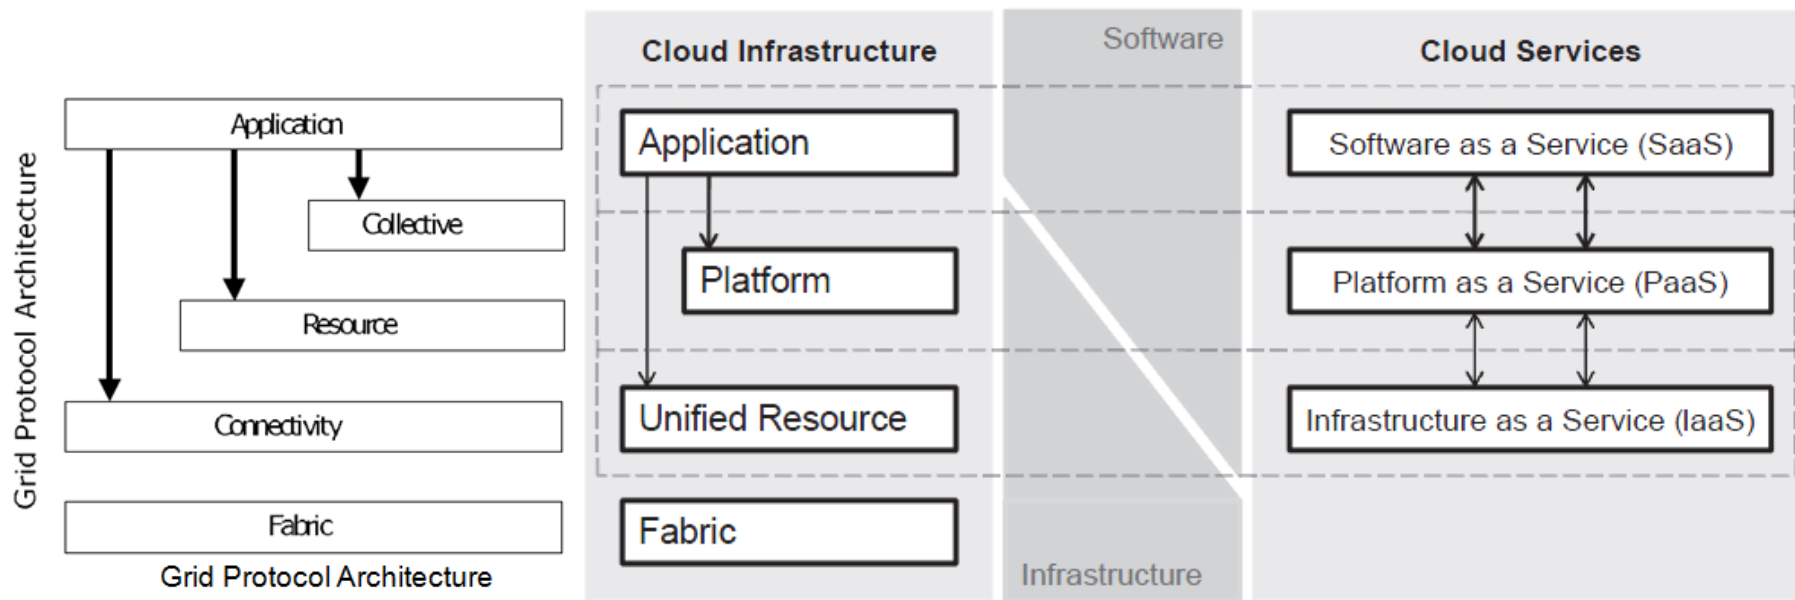 Grid Protocol Architecture
Application
Collective
Resource
Connectivity
Fabric
Grid Protocol Architecture
Cloud Infrastructure
Application
Platform
Unified Resource
Fabric
Software
Infrastructure
Cloud Services
Software as a Service (SaaS)
Platform as a Service (PaaS)
Infrastructure as a Service (IaaS)